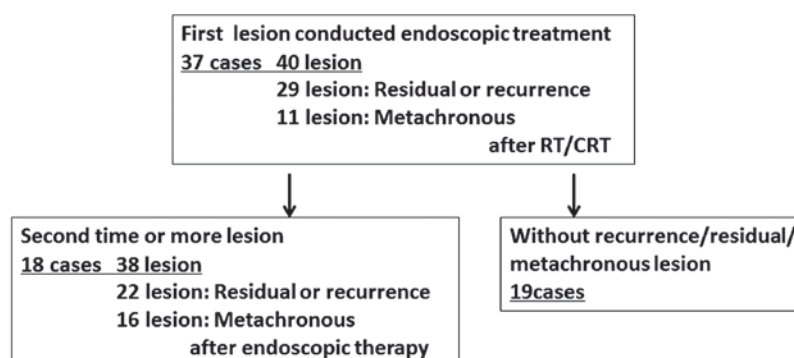 First lesion conducted endoscopic treatment
37 cases 40 lesion
29 lesion: Residual or recurrence
11 lesion: Metachronous
after RT/CRT
Second time or more lesion
18 cases 38 lesion
22 lesion: Residual or recurrence
16 lesion: Metachronous
after endoscopic therapy
Without recurrence/residual/
metachronous lesion
19cases